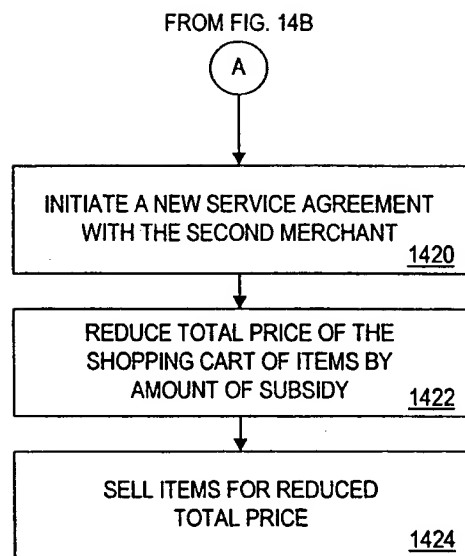 FROM FIG. 14B
A
INITIATE A NEW SERVICE AGREEMENT
WITH THE SECOND MERCHANT
1420
REDUCE TOTAL PRICE OF THE
SHOPPING CART OF ITEMS BY
AMOUNT OF SUBSIDY
1422
SELL ITEMS FOR REDUCED
TOTAL PRICE
1424